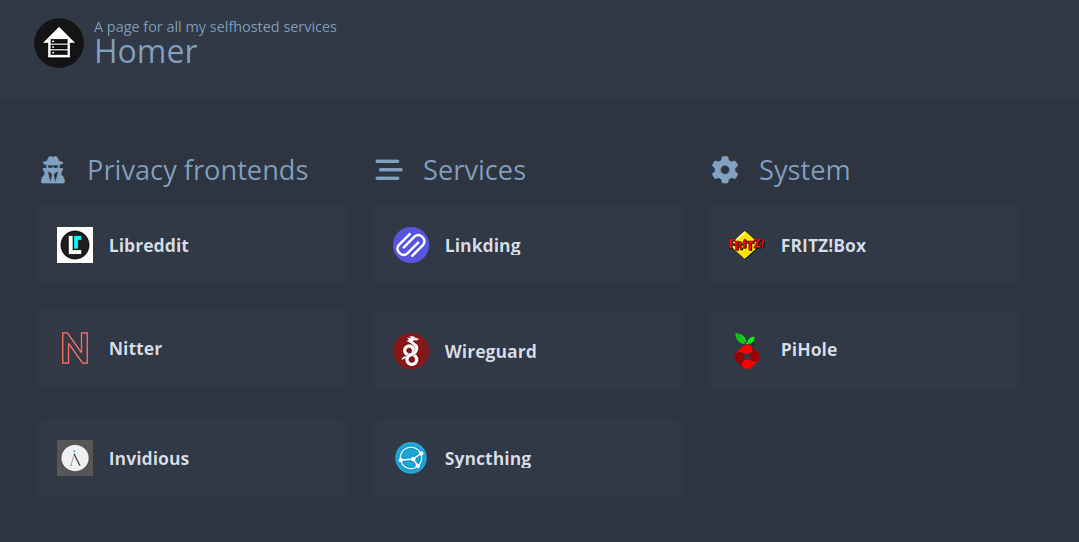 A page for all my selfhosted services
Homer
Privacy frontends
Libreddit
Nitter
Invidious
Services
Linkding
Wireguard
Syncthing
System
FRITZ!
FRITZ!Box
PiHole